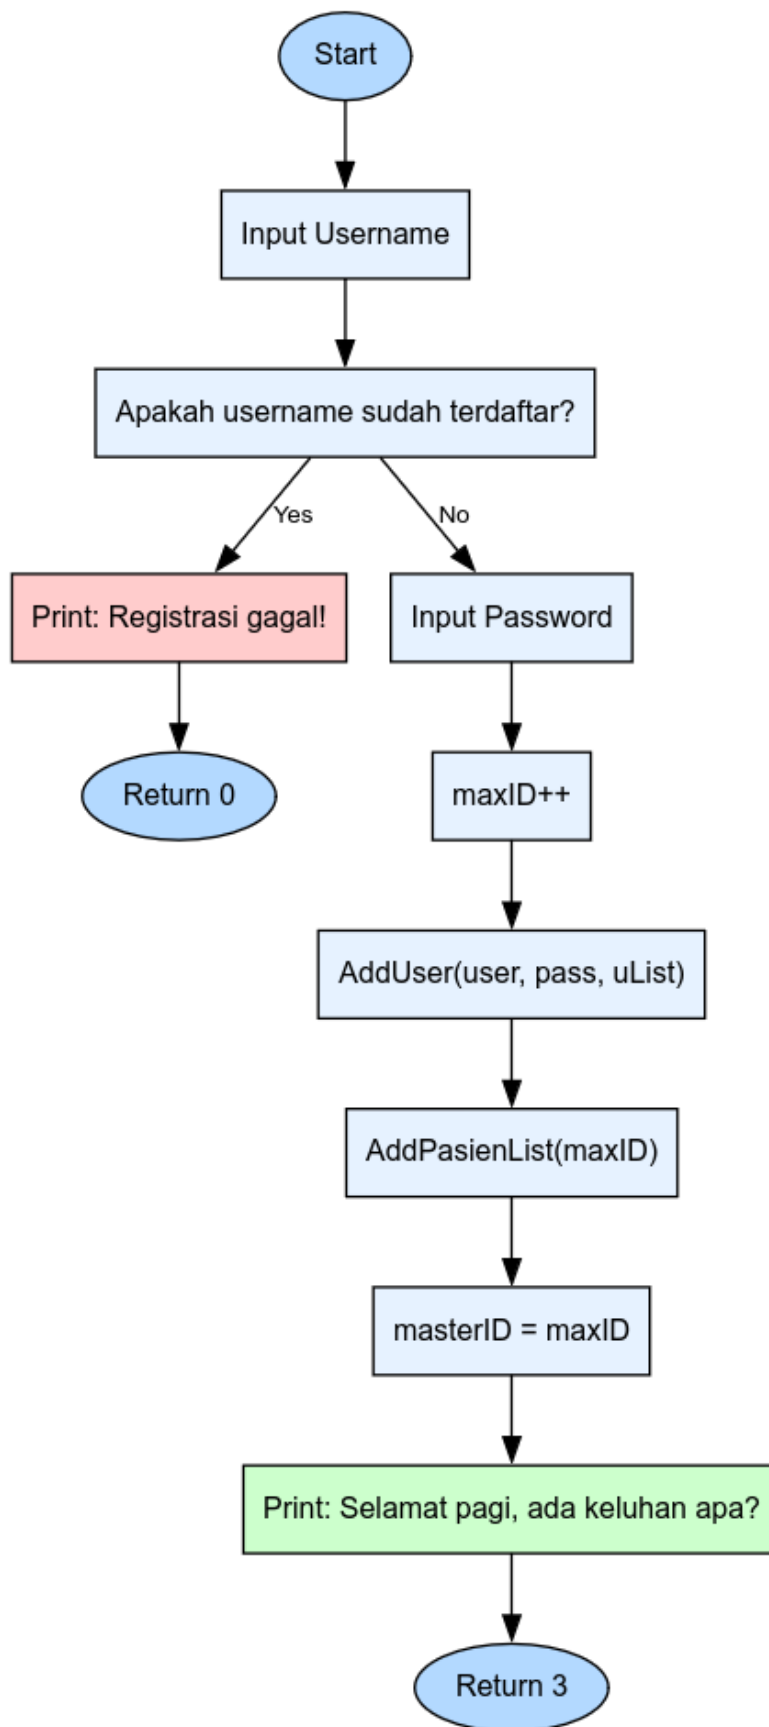 Start
Input Username
Apakah username sudah terdaftar?
Yes
No
Print: Registrasi gagal!
Input Password
Return 0
maxID++
AddUser(user, pass, uList)
AddPasienList(maxID)
masterID = maxID
Print: Selamat pagi, ada keluhan apa?
Return 3